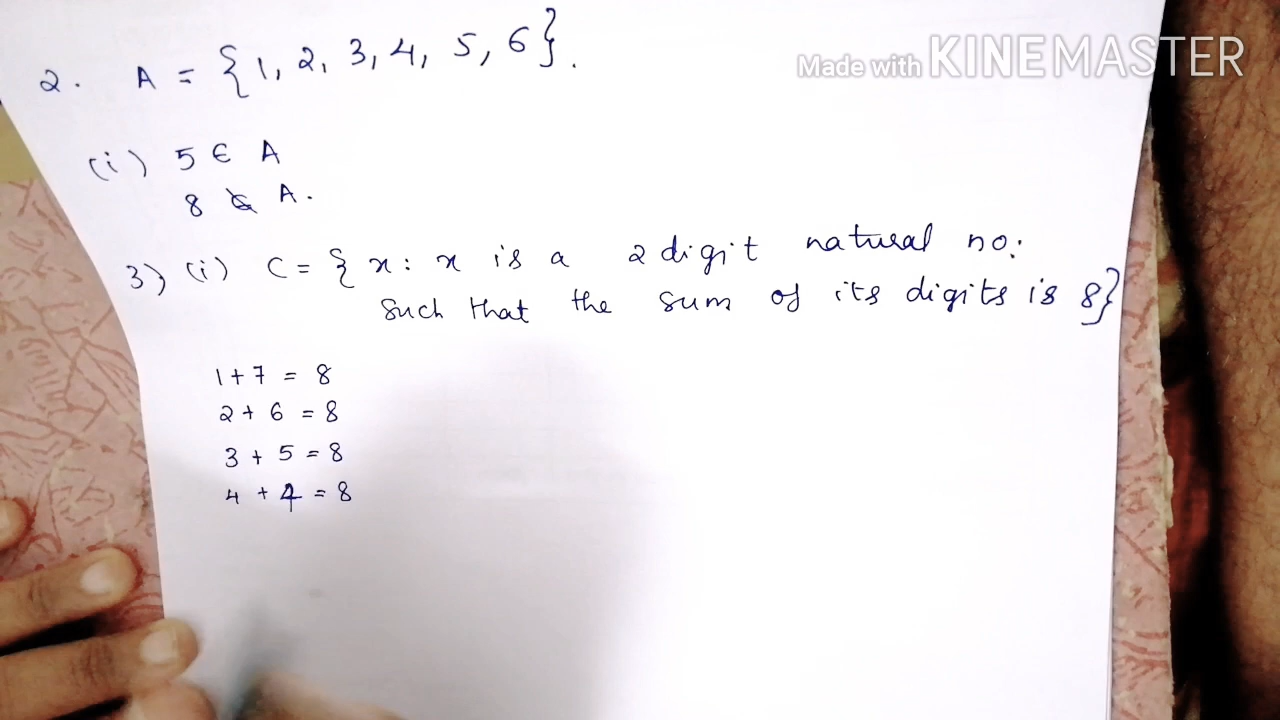 2. A = {1, 2, 3, 4, 5, 6}.
Made with KINEMASTER
(i) 5 ∈ A
8 ∉ A.
3) (i) C = { x : x is a 2 digit natural no:
such that the sum of its digits is 8}
1 + 7 = 8
2 + 6 = 8
3 + 5 = 8
4 + 4 = 8